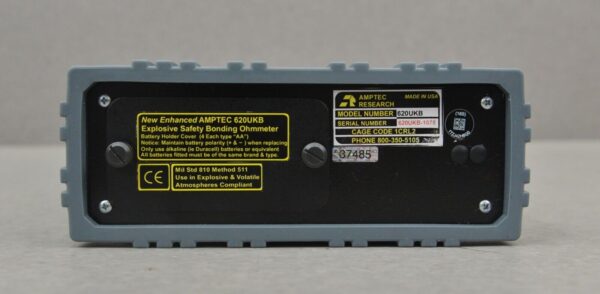 New Enhanced AMPTEC 620UKB
Explosive Safety Bonding Ohmmeter
Battery Holder Cover (4 Each type "AA")
Notice: Maintain battery polarity (+ & -) when replacing
Only use alkaline (ie Duracell) batteries or equivalent
All batteries fitted must be of the same brand & type.
CE
Mil Std 810 Method 511
Use in Explosive & Volatile
Atmospheres Compliant
AMPTEC
RESEARCH
MADE IN USA
MODEL NUMBER 620UKB
SERIAL NUMBER 620UKB-1078
CAGE CODE 1CRL2
PHONE 800-350-5105
37485